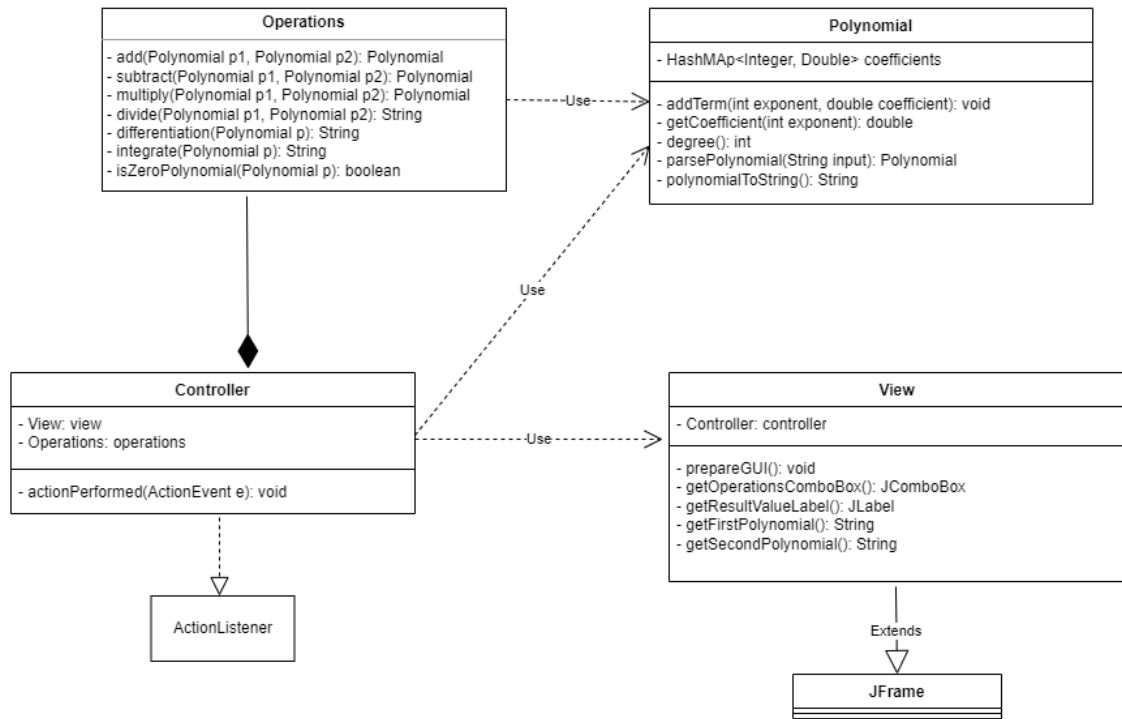 Operations
- add(Polynomial p1, Polynomial p2): Polynomial
- subtract(Polynomial p1, Polynomial p2): Polynomial
- multiply(Polynomial p1, Polynomial p2): Polynomial
- divide(Polynomial p1, Polynomial p2): String
- differentiation(Polynomial p): String
- integrate(Polynomial p): String
- isZeroPolynomial(Polynomial p): boolean
Use
Polynomial
- HashMAp<Integer, Double> coefficients
- addTerm(int exponent, double coefficient): void
- getCoefficient(int exponent): double
- degree(): int
- parsePolynomial(String input): Polynomial
- polynomialToString(): String
Use
Controller
- View: view
- Operations: operations
- actionPerformed(ActionEvent e): void
Use
View
- Controller: controller
- prepareGUI(): void
- getOperationsComboBox(): JComboBox
- getResultValueLabel(): JLabel
- getFirstPolynomial(): String
- getSecondPolynomial(): String
ActionListener
Extends
JFrame